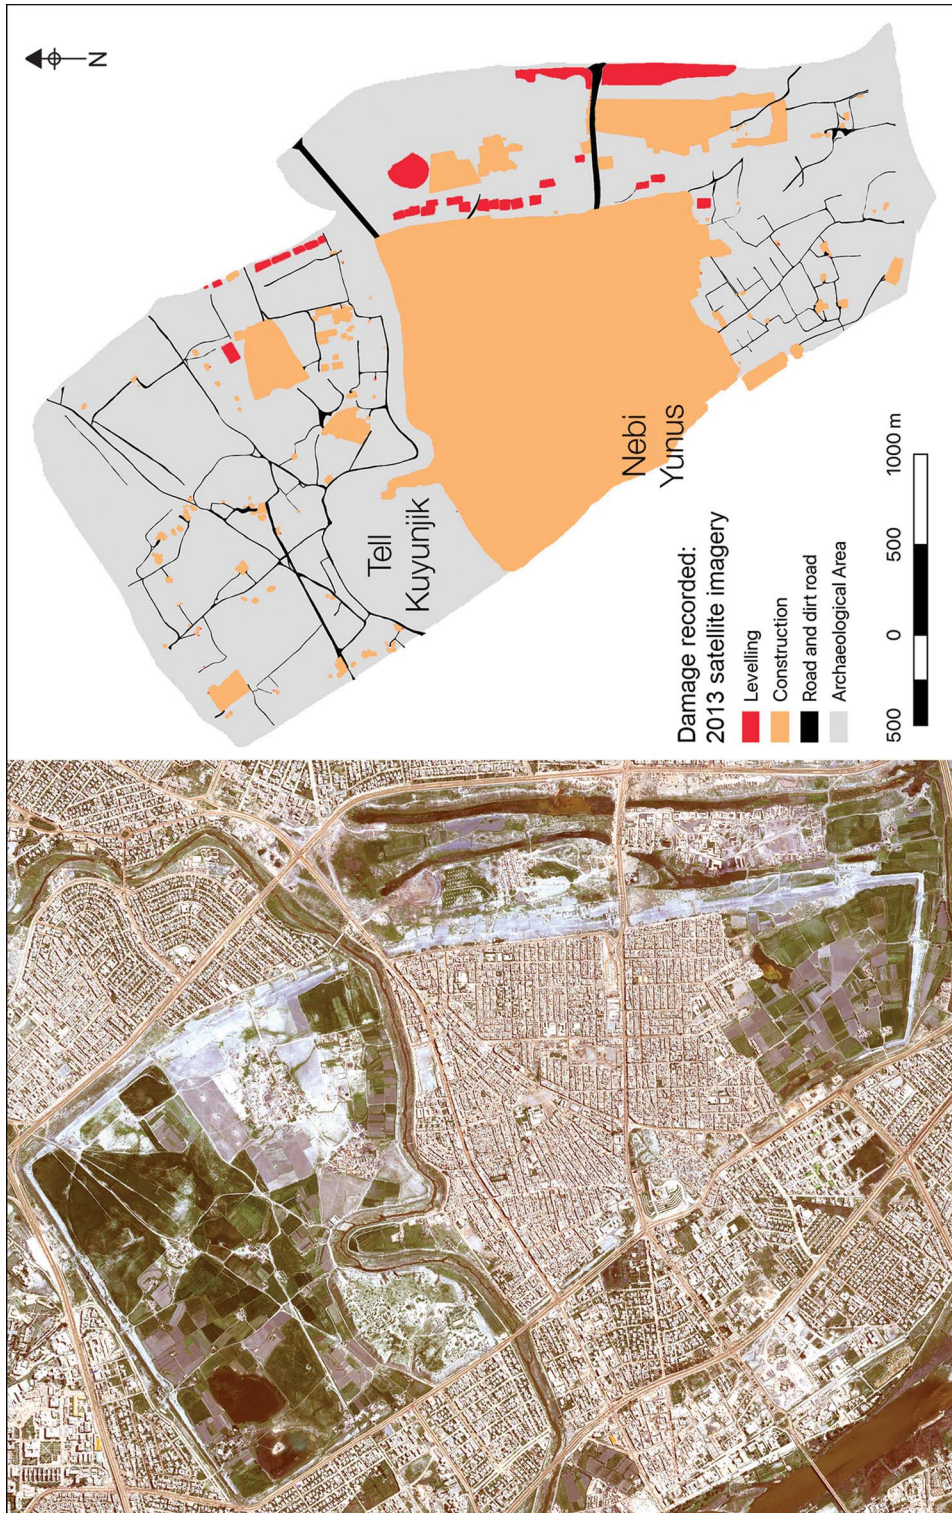 N
Tell
Kuyunjik
Nebi
Yunus
Damage recorded:
2013 satellite imagery
Levelling
Construction
Road and dirt road
Archaeological Area
500 0 500 1000 m